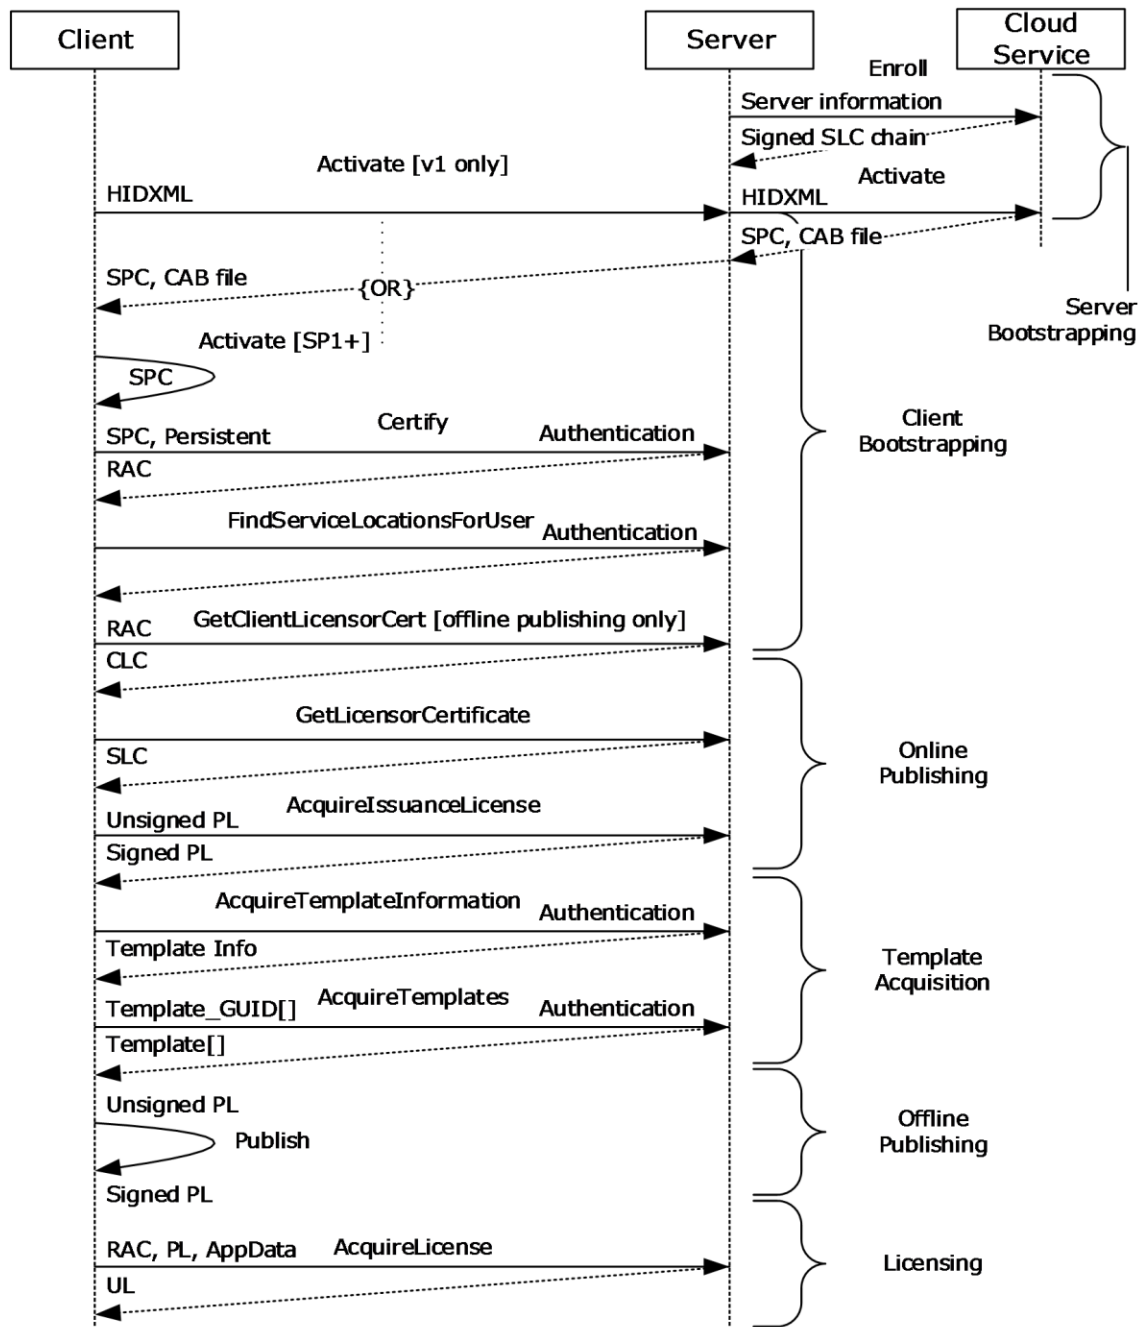 Client
Server
Cloud
Service
Enroll
Server information
Signed SLC chain
Activate [v1 only]
Activate
HIDXML
HIDXML
SPC, CAB file
SPC, CAB file
{OR}
Server
Bootstrapping
Activate [SP1+]
SPC
Certify
SPC, Persistent
Authentication
Client
Bootstrapping
RAC
FindServiceLocationsForUser
Authentication
GetClientLicensorCert [offline publishing only]
RAC
CLC
GetLicensorCertificate
SLC
Online
Publishing
AcquireIssuanceLicense
Unsigned PL
Signed PL
AcquireTemplateInformation
Authentication
Template Info
Template
Acquisition
AcquireTemplates
Template_GUID[]
Authentication
Template[]
Unsigned PL
Publish
Offline
Publishing
Signed PL
RAC, PL, AppData
AcquireLicense
Licensing
UL